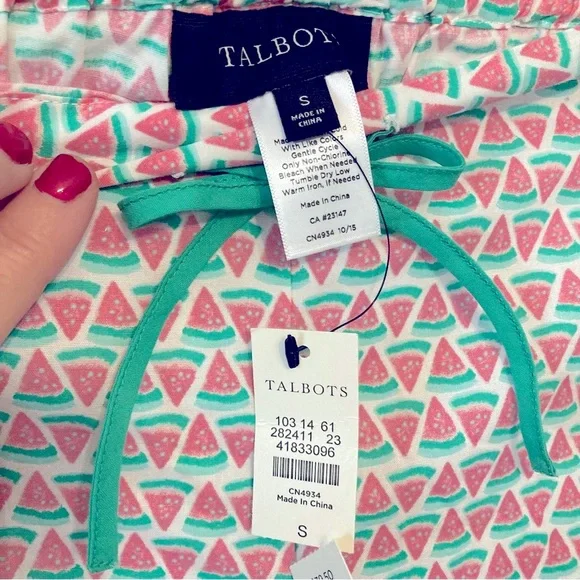 TALBOTS
S
MADE IN
CHINA
With Like Colors
Gentle Cycle
Only Non-Chlorine
Bleach When Needed
Tumble Dry Low
Warm Iron, If Needed
Made In China
CA #23147
CN4934 10/15
TALBOTS
103 14 61
282411 23
41833096
CN4934
Made In China
S